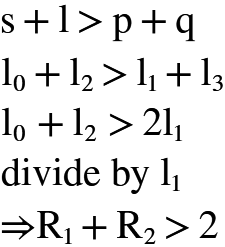 s + l > p + q
l₀ + l₂ > l₁ + l₃
l₀ + l₂ > 2l₁
divide by l₁
⇒R₁ + R₂ > 2